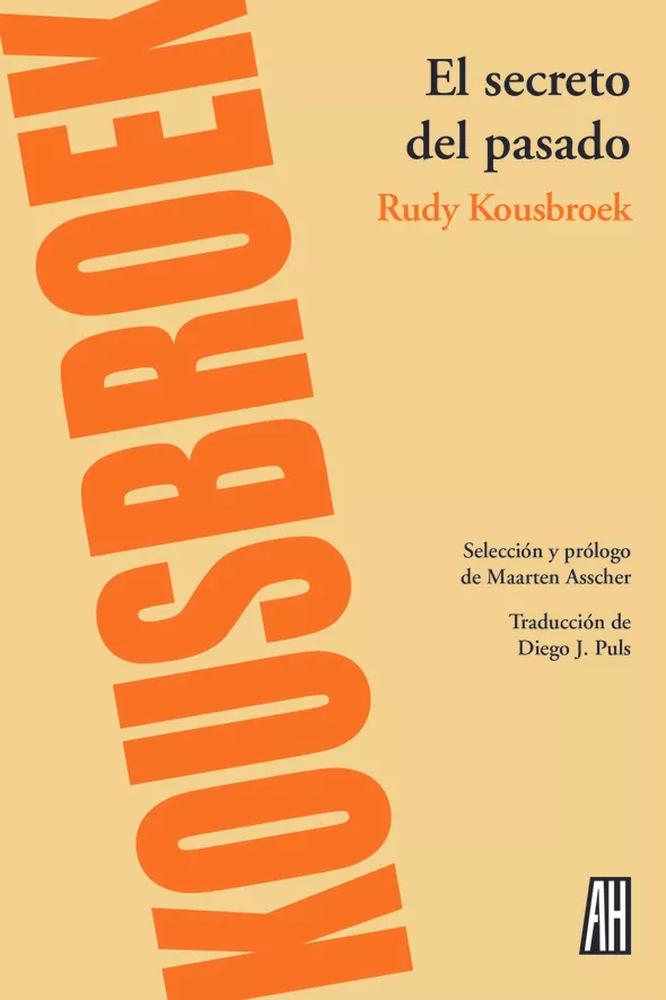 KOUSBROEK
El secreto
del pasado
Rudy Kousbroek
Selección y prólogo
de Maarten Asscher
Traducción de
Diego J. Puls
AH